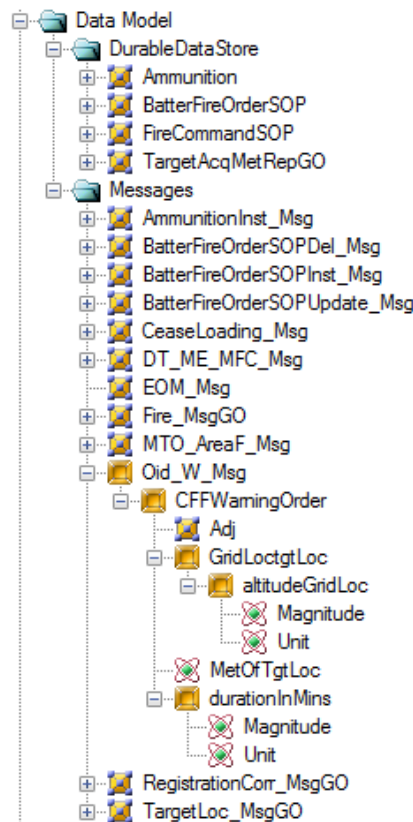 Data Model
DurableDataStore
Ammunition
BatterFireOrderSOP
FireCommandSOP
TargetAcqMetRepGO
Messages
AmmunitionInst_Msg
BatterFireOrderSOPDel_Msg
BatterFireOrderSOPInst_Msg
BatterFireOrderSOPUpdate_Msg
CeaseLoading_Msg
DT_ME_MFC_Msg
EOM_Msg
Fire_MsgGO
MTO_AreaF_Msg
Oid_W_Msg
CFFWarningOrder
Adj
GridLoctgtLoc
altitudeGridLoc
Magnitude
Unit
MetOfTgtLoc
durationInMins
Magnitude
Unit
RegistrationCorr_MsgGO
TargetLoc_MsgGO